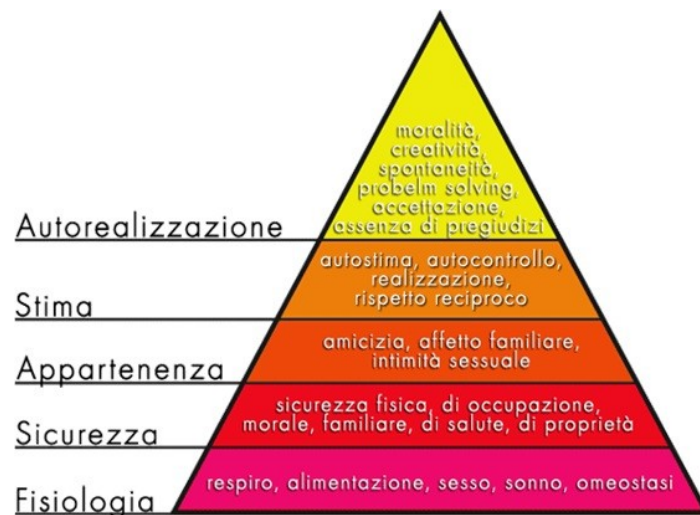 moralità,
creatività,
spontaneità,
probelm solving,
accettazione,
Autorealizzazione
assenza di pregiudizi
autostima, autocontrollo,
realizzazione,
rispetto reciproco
Stima
amicizia, affetto familiare,
intimità sessuale
Appartenenza
sicurezza fisica, di occupazione,
morale, familiare, di salute, di proprietà
Sicurezza
respiro, alimentazione, sesso, sonno, omeostasi
Fisiologia